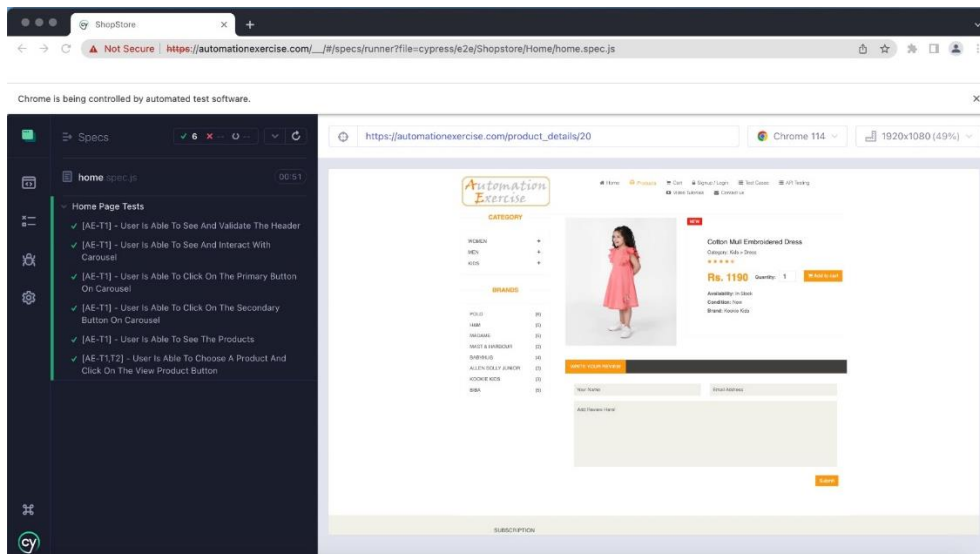 ShopStore
Not Secure https://automationexercise.com/__/#/specs/runner?file=cypress/e2e/Shopstore/Home/home.spec.js
Chrome is being controlled by automated test software.
Specs
6 -- --
https://automationexercise.com/product_details/20
Chrome 114
1920x1080 (49%)
home.spec.js 00:51
Home Page Tests
[AE-T1] - User Is Able To See And Validate The Header
[AE-T1] - User Is Able To See And Interact With
Carousel
[AE-T1] - User Is Able To Click On The Primary Button
On Carousel
[AE-T1] - User Is Able To Click On The Secondary
Button On Carousel
[AE-T1] - User Is Able To See The Products
[AE-T1,T2] - User Is Able To Choose A Product And
Click On The View Product Button
cy
Automation
Exercise
Home Products Cart Signup / Login Test Cases API Testing
Video Tutorials Contact us
CATEGORY
WOMEN +
MEN +
KIDS +
BRANDS
POLO (6)
H&M (5)
MADAME (5)
MAST & HARBOUR (3)
BABYHUG (4)
ALLEN SOLLY JUNIOR (3)
KOOKIE KIDS (3)
BIBA (5)
NEW
Cotton Mull Embroidered Dress
Category: Kids > Dress
Rs. 1190 Quantity: 1 Add to cart
Availability: In Stock
Condition: New
Brand: Kookie Kids
WRITE YOUR REVIEW
Your Name Email Address
Add Review Here!
Submit
SUBSCRIPTION